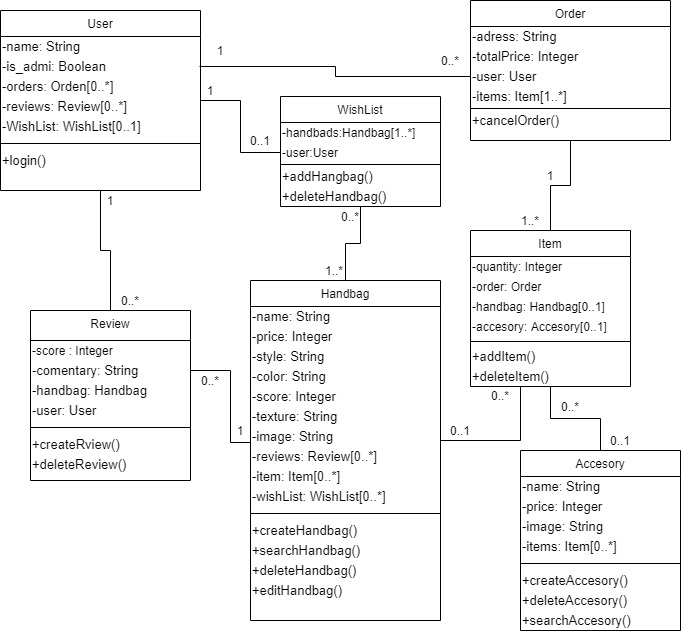 User
-name: String
-is_admi: Boolean
-orders: Orden[0..*]
-reviews: Review[0..*]
-WishList: WishList[0..1]
+login()
Order
-adress: String
-totalPrice: Integer
-user: User
-items: Item[1..*]
+cancelOrder()
1
0..*
1
0..1
WishList
-handbads:Handbag[1..*]
-user:User
+addHangbag()
+deleteHandbag()
0..*
1..*
1
1..*
1
0..*
Item
-quantity: Integer
-order: Order
-handbag: Handbag[0..1]
-accesory: Accesory[0..1]
+addItem()
+deleteItem()
Review
-score : Integer
-comentary: String
-handbag: Handbag
-user: User
+createRview()
+deleteReview()
0..*
1
Handbag
-name: String
-price: Integer
-style: String
-color: String
-score: Integer
-texture: String
-image: String
-reviews: Review[0..*]
-item: Item[0..*]
-wishList: WishList[0..*]
+createHandbag()
+searchHandbag()
+deleteHandbag()
+editHandbag()
0..*
0..1
0..*
0..1
Accesory
-name: String
-price: Integer
-image: String
-items: Item[0..*]
+createAccesory()
+deleteAccesory()
+searchAccesory()